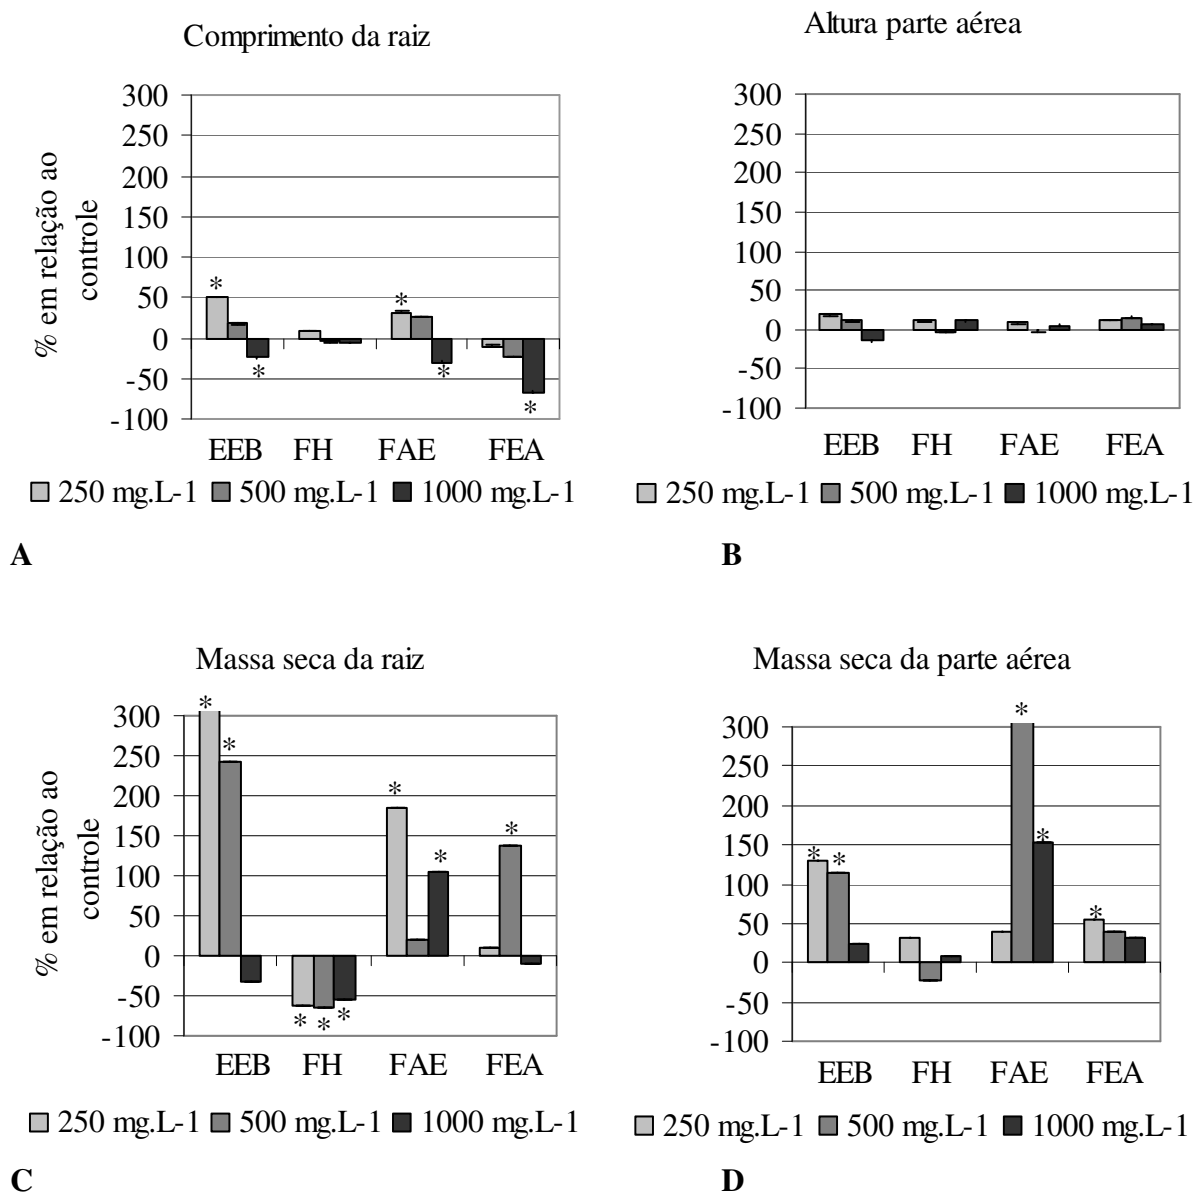 Comprimento da raiz
% em relação ao
controle
300
250
200
150
100
50
0
-50
-100
*
*
*
*
*
EEB FH FAE FEA
250 mg.L-1 500 mg.L-1 1000 mg.L-1
A
Altura parte aérea
300
250
200
150
100
50
0
-50
-100
EEB FH FAE FEA
250 mg.L-1 500 mg.L-1 1000 mg.L-1
B
Massa seca da raiz
% em relação ao
controle
300
250
200
150
100
50
0
-50
-100
*
*
*
*
*
*
*
*
EEB FH FAE FEA
250 mg.L-1 500 mg.L-1 1000 mg.L-1
C
Massa seca da parte aérea
300
250
200
150
100
50
0
-50
-100
*
*
*
*
*
EEB FH FAE FEA
250 mg.L-1 500 mg.L-1 1000 mg.L-1
D